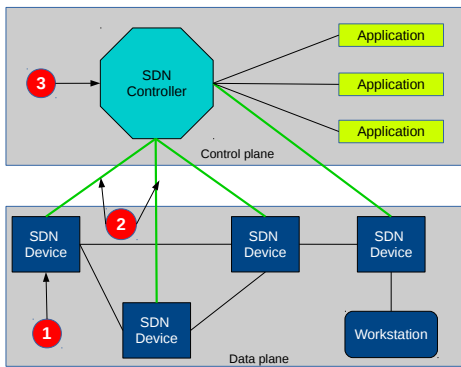 Application
3
SDN
Controller
Application
Application
Control plane
2
SDN
Device
SDN
Device
SDN
Device
1
SDN
Device
Workstation
Data plane